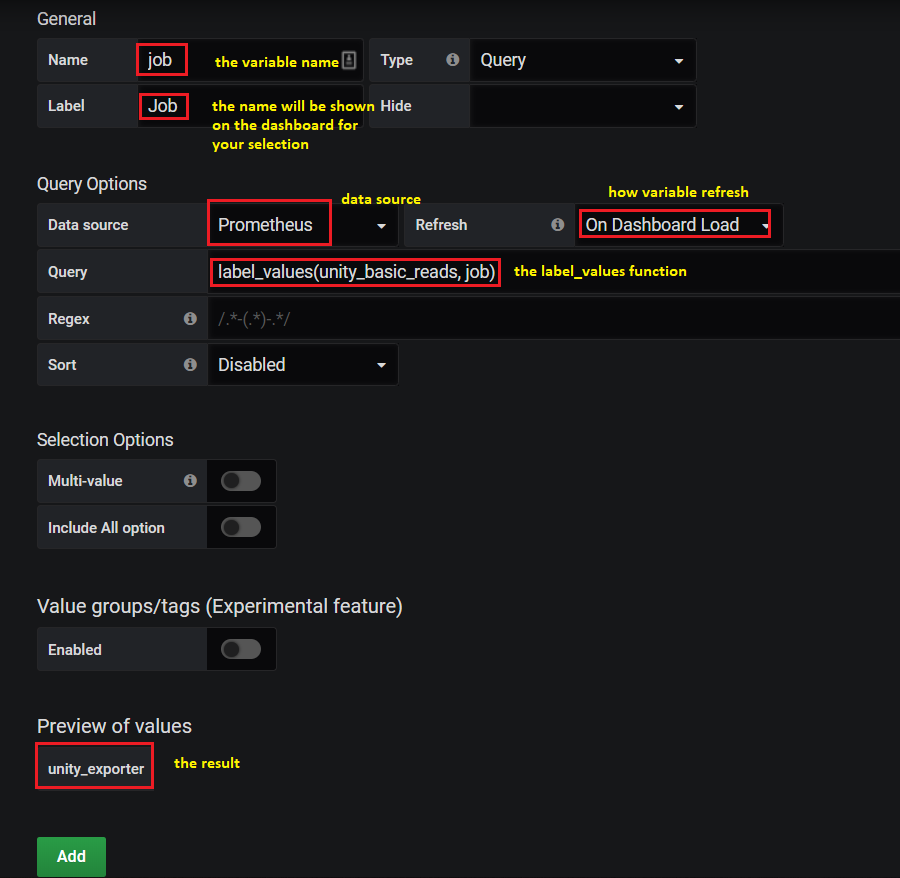 General
Name job the variable name Type Query
Label Job the name will be shown Hide
on the dashboard for
your selection
Query Options
data source how variable refresh
Data source Prometheus Refresh On Dashboard Load
Query label_values(unity_basic_reads, job) the label_values function
Regex /.*-(.*)-.*/
Sort Disabled
Selection Options
Multi-value
Include All option
Value groups/tags (Experimental feature)
Enabled
Preview of values
unity_exporter the result
Add